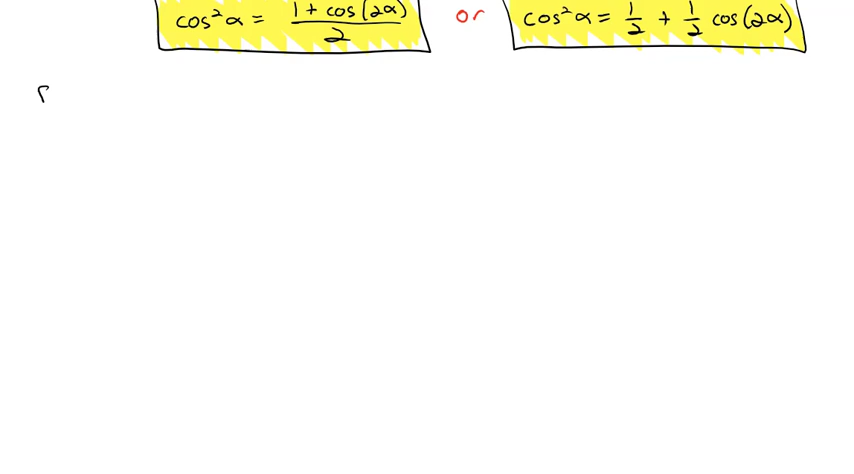 cos²α = (1 + cos(2α))/2 or cos²α = 1/2 + 1/2 cos(2α)